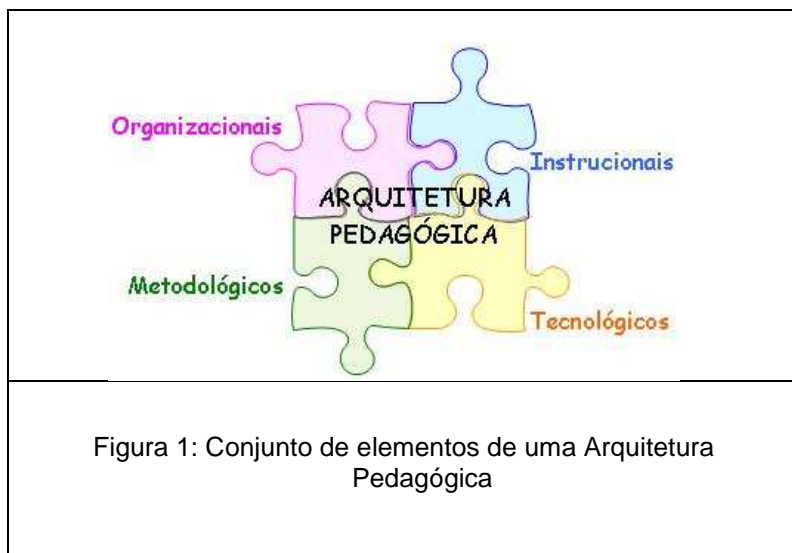 Organizacionais
Instrucionais
ARQUITETURA
PEDAGÓGICA
Metodológicos
Tecnológicos
Figura 1: Conjunto de elementos de uma Arquitetura
Pedagógica